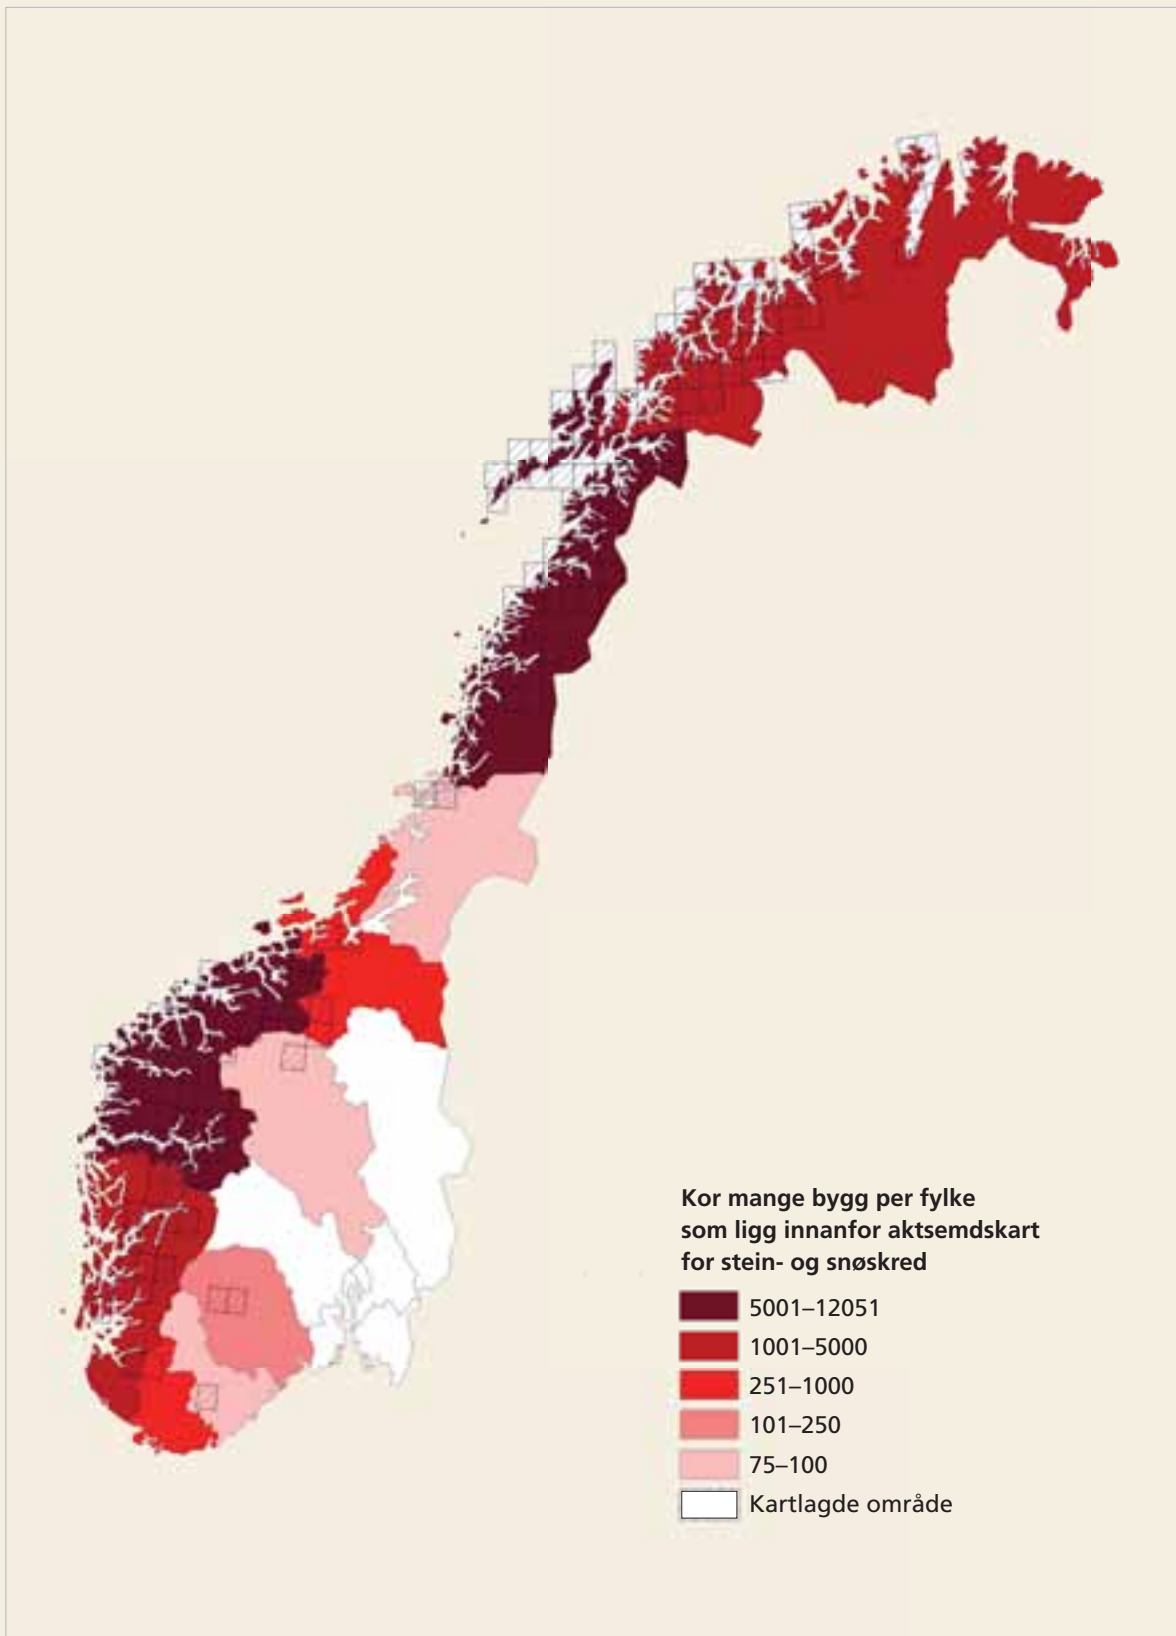 Kor mange bygg per fylke
som ligg innanfor aktsemdskart
for stein- og snøskred
5001–12051
1001–5000
251–1000
101–250
75–100
Kartlagde område